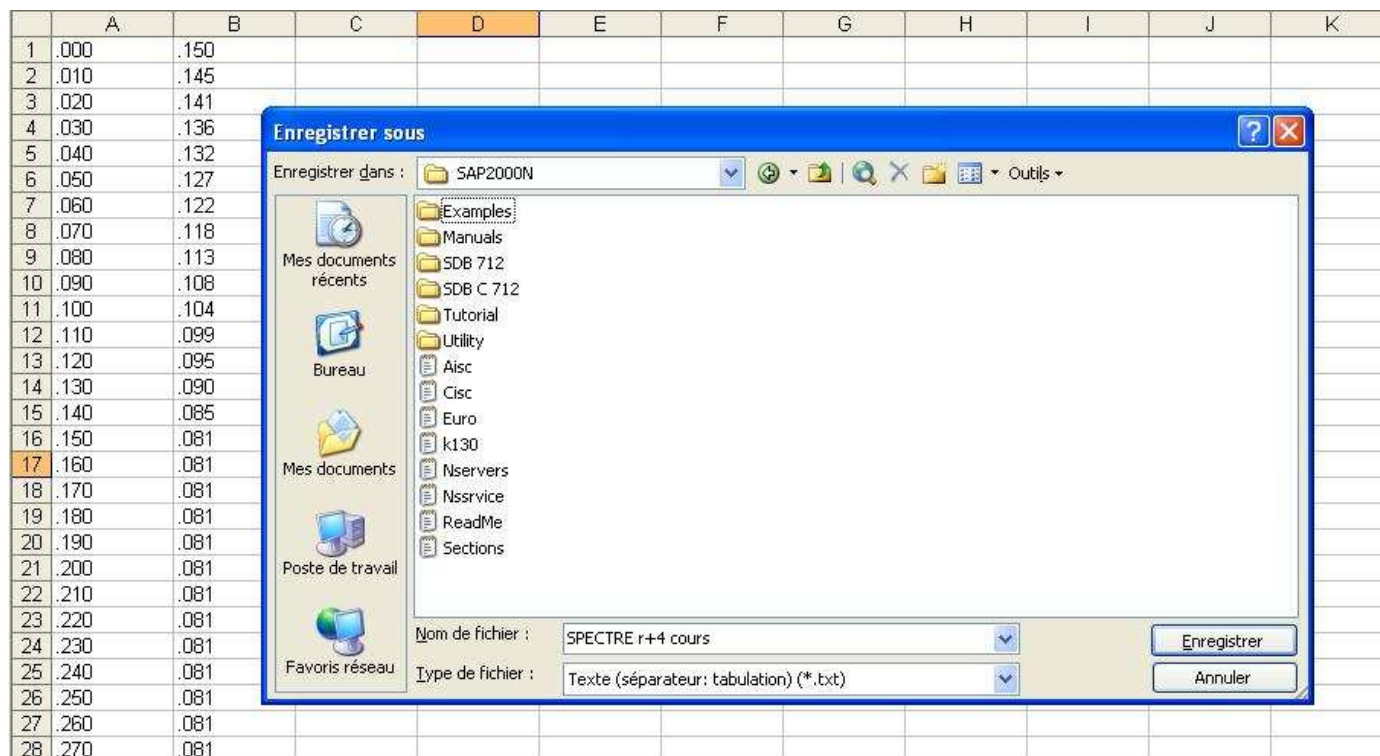 A B C D E F G H I J K
1 .000 .150
2 .010 .145
3 .020 .141
4 .030 .136
5 .040 .132
6 .050 .127
7 .060 .122
8 .070 .118
9 .080 .113
10 .090 .108
11 .100 .104
12 .110 .099
13 .120 .095
14 .130 .090
15 .140 .085
16 .150 .081
17 .160 .081
18 .170 .081
19 .180 .081
20 .190 .081
21 .200 .081
22 .210 .081
23 .220 .081
24 .230 .081
25 .240 .081
26 .250 .081
27 .260 .081
28 .270 .081
Enregistrer sous
Enregistrer dans : SAP2000N Outils
Mes documents récents
Bureau
Mes documents
Poste de travail
Favoris réseau
Examples
Manuals
SDB 712
SDB C 712
Tutorial
Utility
Aisc
Cisc
Euro
k130
Nservers
Nssrvice
ReadMe
Sections
Nom de fichier : SPECTRE r+4 cours
Enregistrer
Type de fichier : Texte (séparateur: tabulation) (*.txt)
Annuler